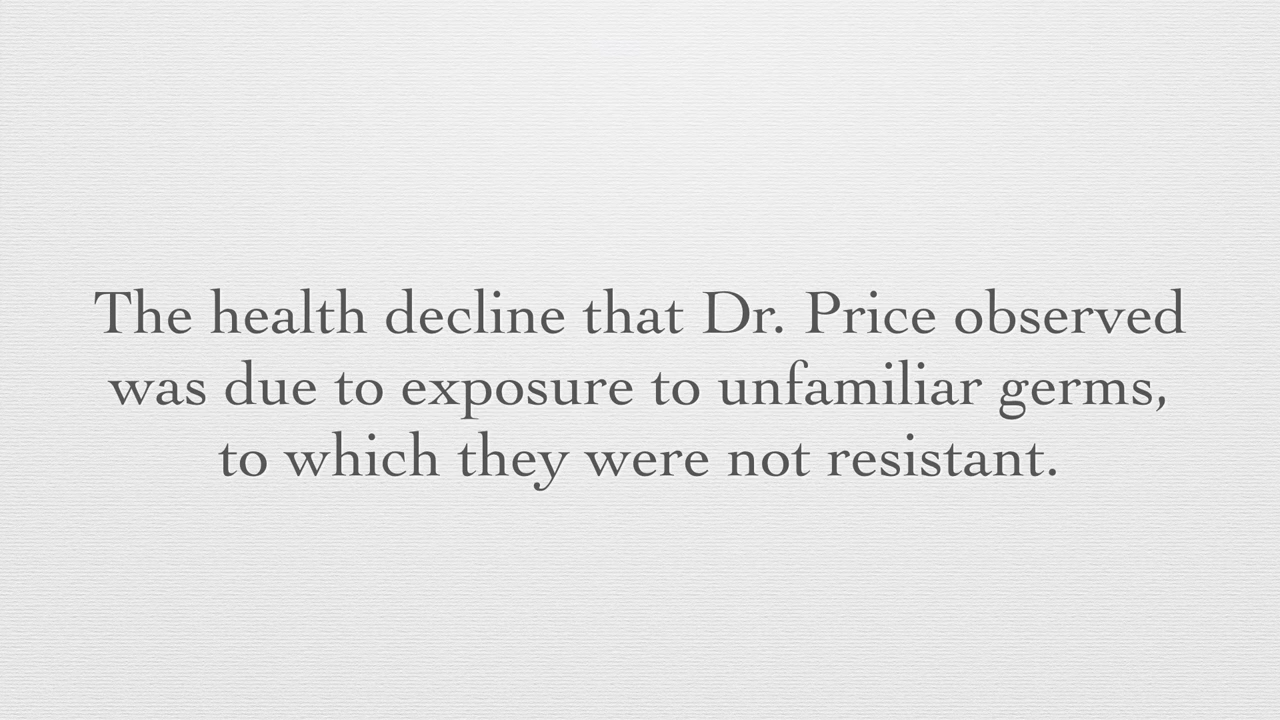 The health decline that Dr. Price observed
was due to exposure to unfamiliar germs,
to which they were not resistant.